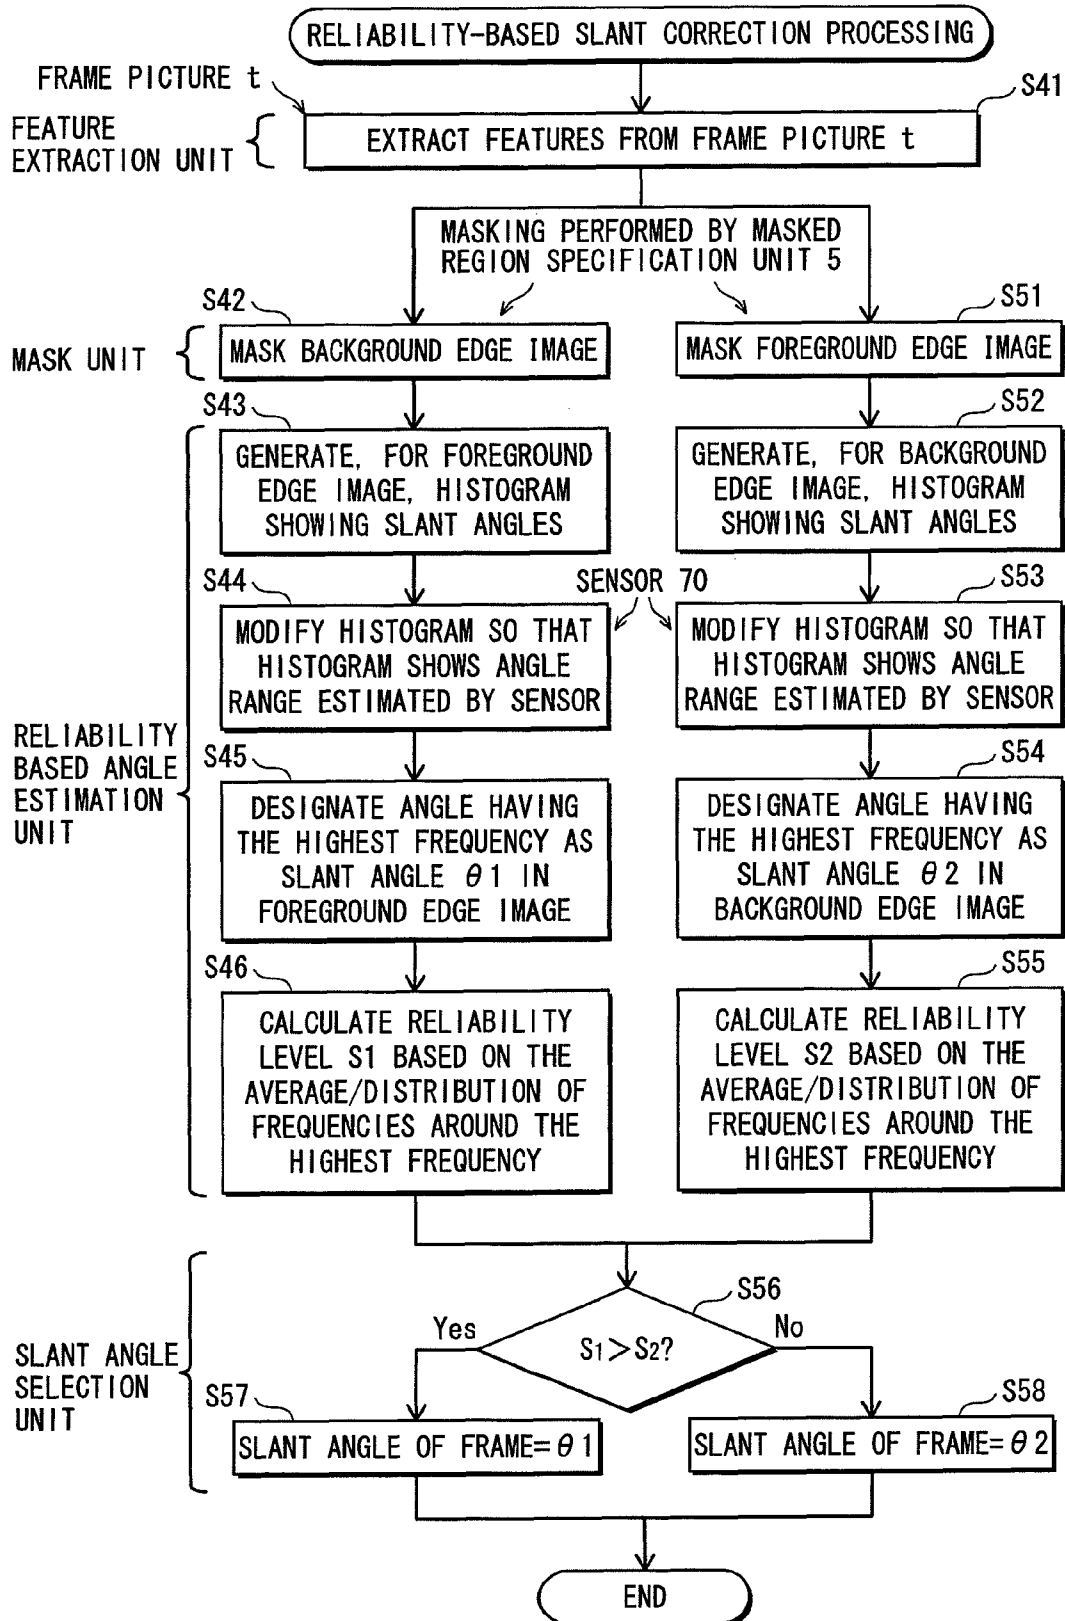 RELIABILITY-BASED SLANT CORRECTION PROCESSING
FRAME PICTURE t
S41
FEATURE
EXTRACTION UNIT
EXTRACT FEATURES FROM FRAME PICTURE t
MASKING PERFORMED BY MASKED
REGION SPECIFICATION UNIT 5
S42
S51
MASK UNIT
MASK BACKGROUND EDGE IMAGE
MASK FOREGROUND EDGE IMAGE
S43
S52
GENERATE, FOR FOREGROUND
EDGE IMAGE, HISTOGRAM
SHOWING SLANT ANGLES
GENERATE, FOR BACKGROUND
EDGE IMAGE, HISTOGRAM
SHOWING SLANT ANGLES
S44
SENSOR 70
S53
MODIFY HISTOGRAM SO THAT
HISTOGRAM SHOWS ANGLE
RANGE ESTIMATED BY SENSOR
MODIFY HISTOGRAM SO THAT
HISTOGRAM SHOWS ANGLE
RANGE ESTIMATED BY SENSOR
RELIABILITY
BASED ANGLE
ESTIMATION
UNIT
S45
S54
DESIGNATE ANGLE HAVING
THE HIGHEST FREQUENCY AS
SLANT ANGLE θ1 IN
FOREGROUND EDGE IMAGE
DESIGNATE ANGLE HAVING
THE HIGHEST FREQUENCY AS
SLANT ANGLE θ2 IN
BACKGROUND EDGE IMAGE
S46
S55
CALCULATE RELIABILITY
LEVEL S1 BASED ON THE
AVERAGE/DISTRIBUTION OF
FREQUENCIES AROUND THE
HIGHEST FREQUENCY
CALCULATE RELIABILITY
LEVEL S2 BASED ON THE
AVERAGE/DISTRIBUTION OF
FREQUENCIES AROUND THE
HIGHEST FREQUENCY
S56
Yes
S1>S2?
No
SLANT ANGLE
SELECTION
UNIT
S57
S58
SLANT ANGLE OF FRAME=θ1
SLANT ANGLE OF FRAME=θ2
END